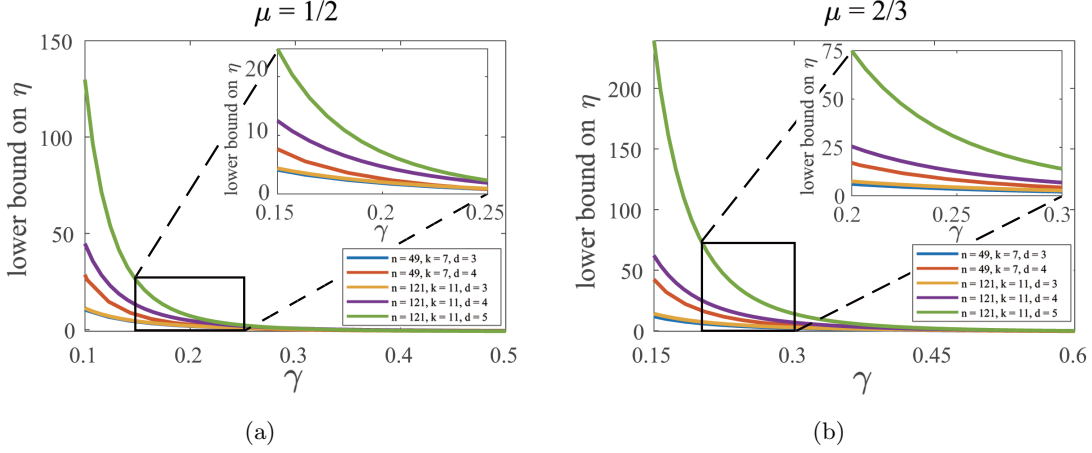 μ = 1/2
lower bound on η
150
100
50
0
0.1
0.2
0.3
0.4
0.5
γ
lower bound on η
20
10
0
0.15
0.2
0.25
γ
n = 49, k = 7, d = 3
n = 49, k = 7, d = 4
n = 121, k = 11, d = 3
n = 121, k = 11, d = 4
n = 121, k = 11, d = 5
(a)
μ = 2/3
lower bound on η
200
150
100
50
0
0.15
0.3
0.45
0.6
γ
lower bound on η
75
50
25
0
0.2
0.25
0.3
γ
n = 49, k = 7, d = 3
n = 49, k = 7, d = 4
n = 121, k = 11, d = 3
n = 121, k = 11, d = 4
n = 121, k = 11, d = 5
(b)